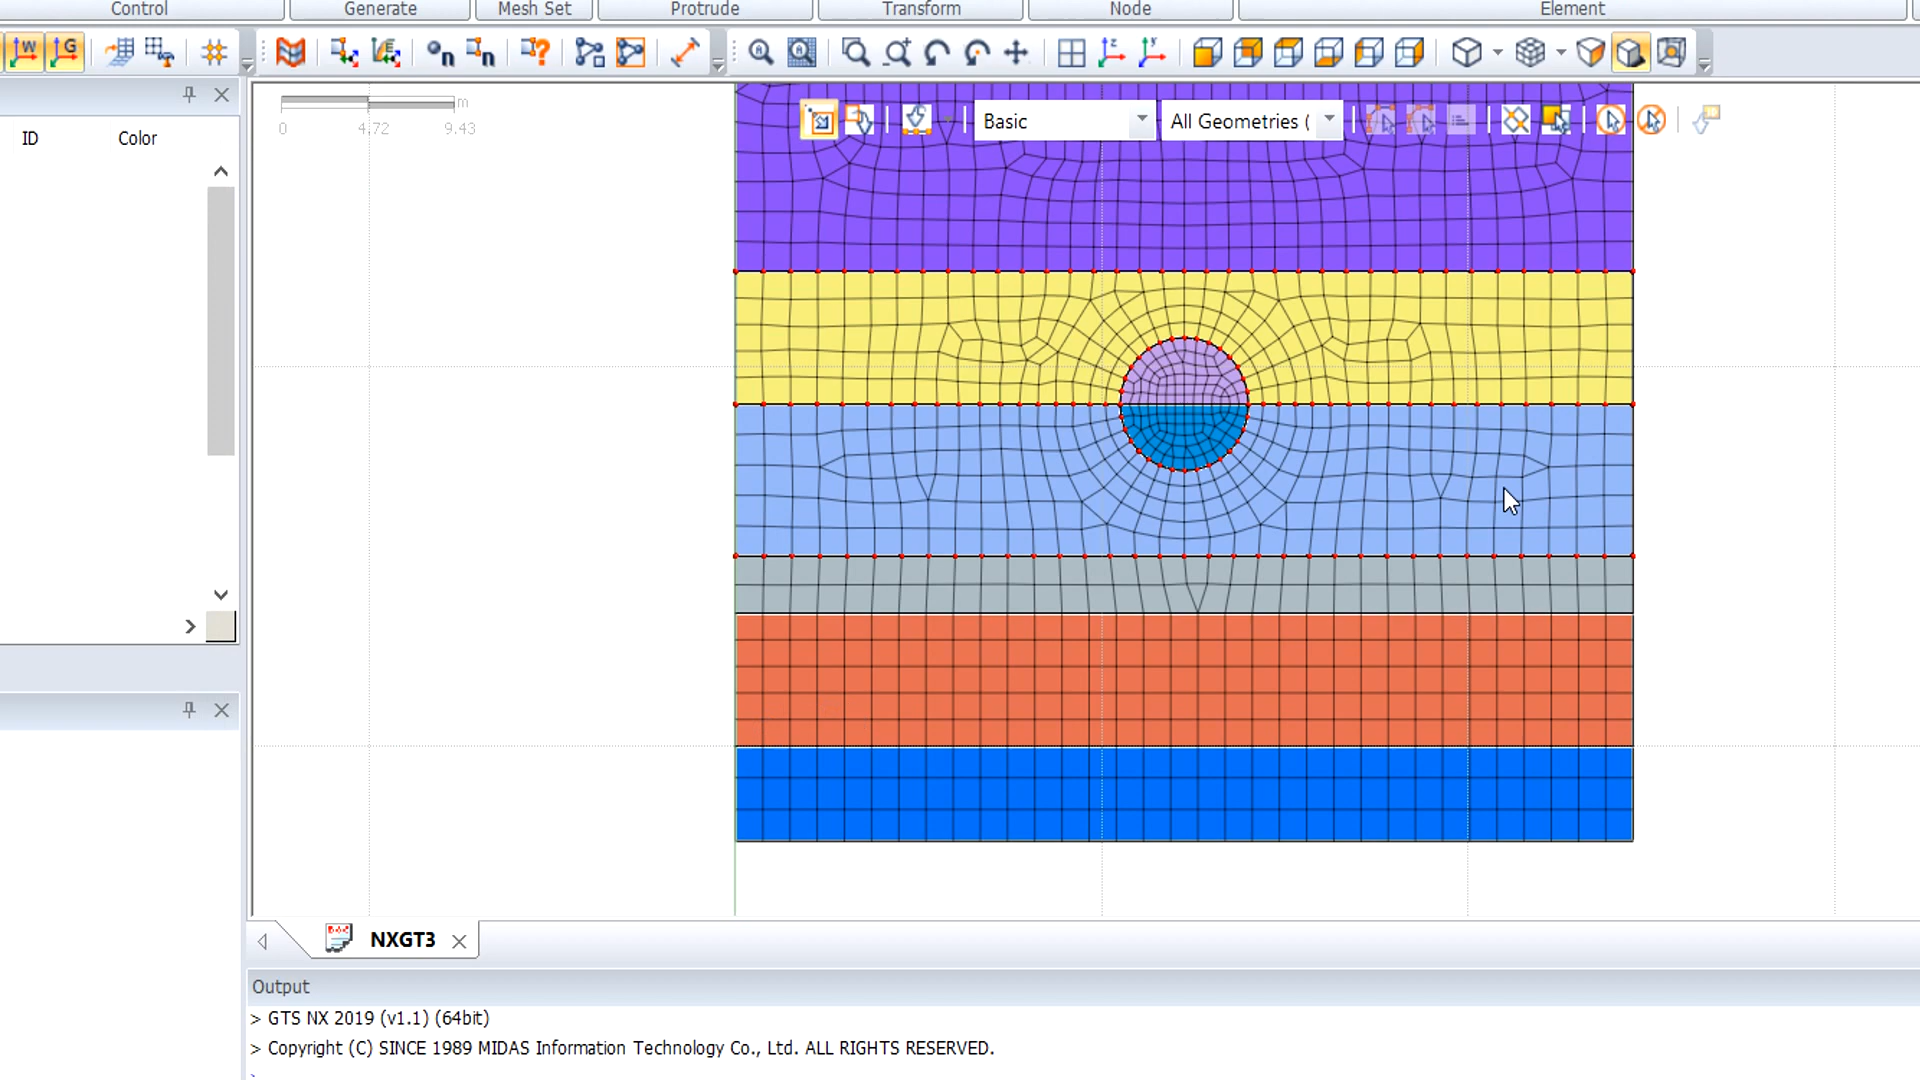 Control Generate Mesh Set Protrude Transform Node Element
W G n n z Y
m
0 4.72 9.43
Basic All Geometries (
ID Color
NXGT3
Output
> GTS NX 2019 (v1.1) (64bit)
> Copyright (C) SINCE 1989 MIDAS Information Technology Co., Ltd. ALL RIGHTS RESERVED.